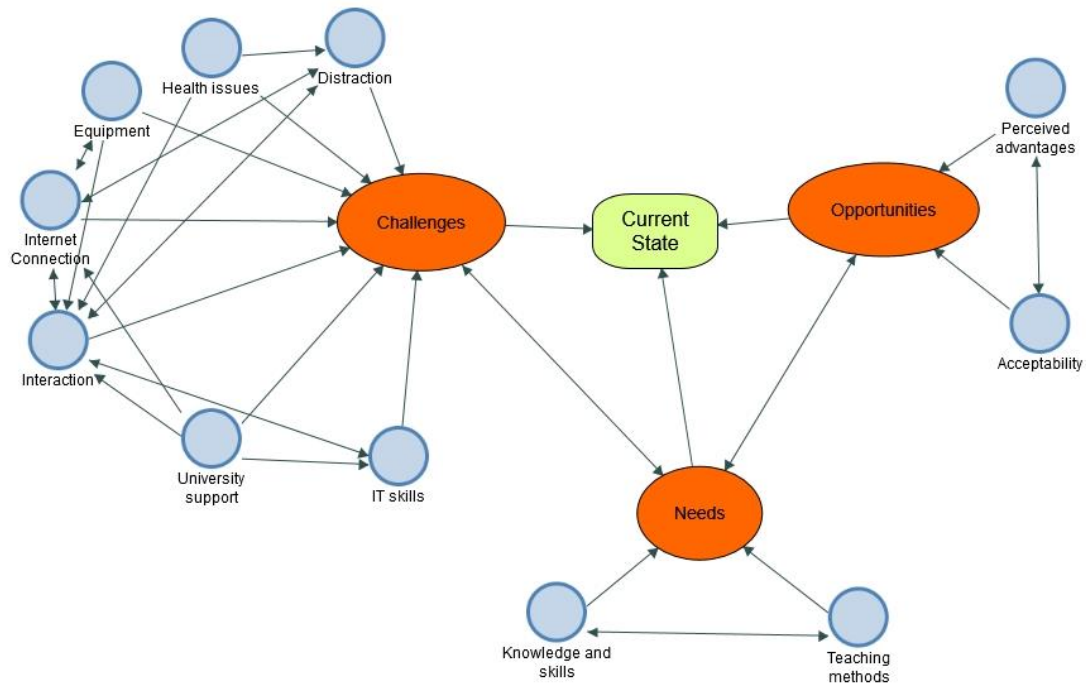 Health issues
Distraction
Equipment
Perceived
advantages
Challenges
Current
State
Opportunities
Internet
Connection
Interaction
Acceptability
University
support
IT skills
Needs
Knowledge and
skills
Teaching
methods